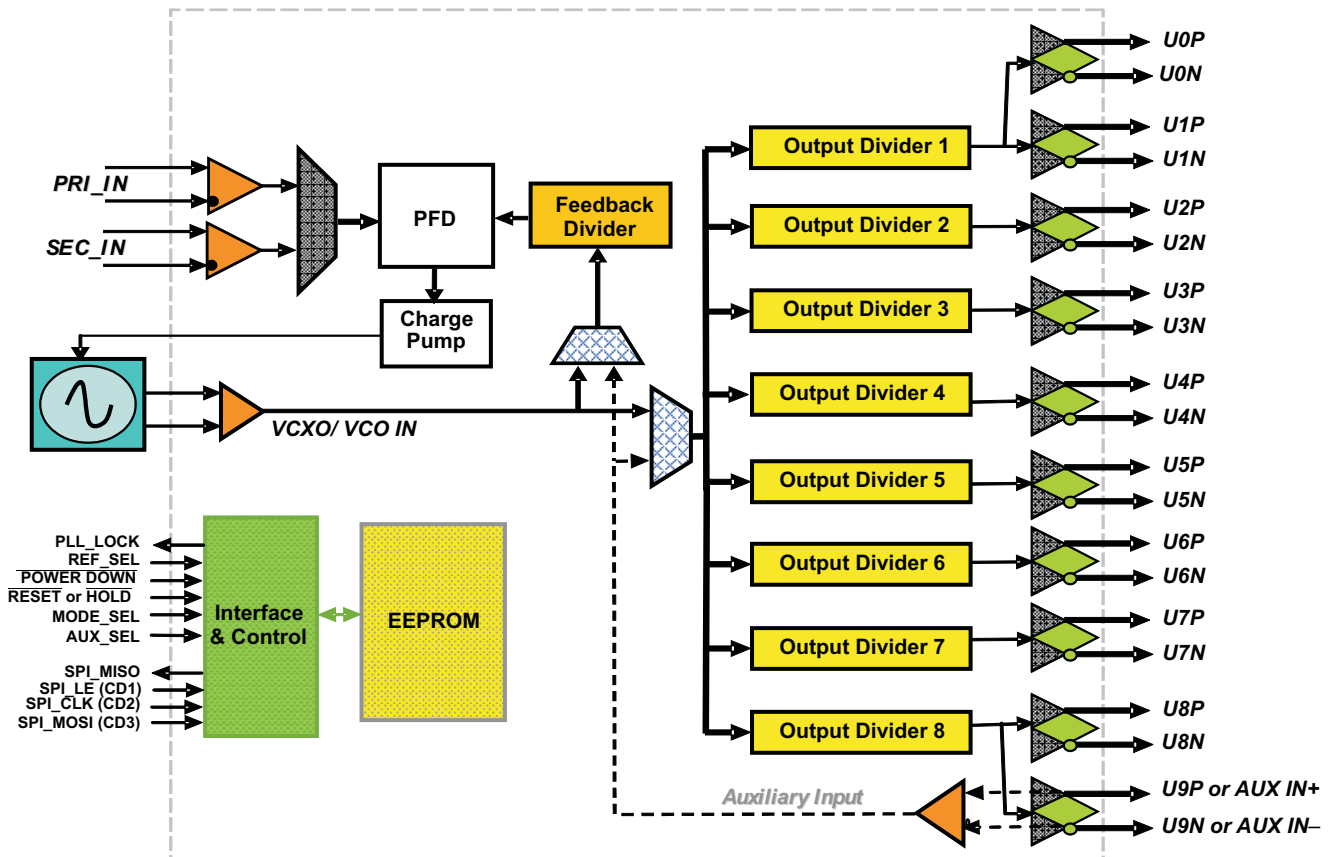 U0P
U0N
U1P
U1N
U2P
U2N
U3P
U3N
U4P
U4N
U5P
U5N
U6P
U6N
U7P
U7N
U8P
U8N
U9P or AUX IN+
U9N or AUX IN–
Output Divider 1
Output Divider 2
Output Divider 3
Output Divider 4
Output Divider 5
Output Divider 6
Output Divider 7
Output Divider 8
PRI_IN
SEC_IN
PFD
Feedback
Divider
Charge
Pump
VCXO/ VCO IN
PLL_LOCK
REF_SEL
POWER DOWN
RESET or HOLD
MODE_SEL
AUX_SEL
SPI_MISO
SPI_LE (CD1)
SPI_CLK (CD2)
SPI_MOSI (CD3)
Interface
& Control
EEPROM
Auxiliary Input